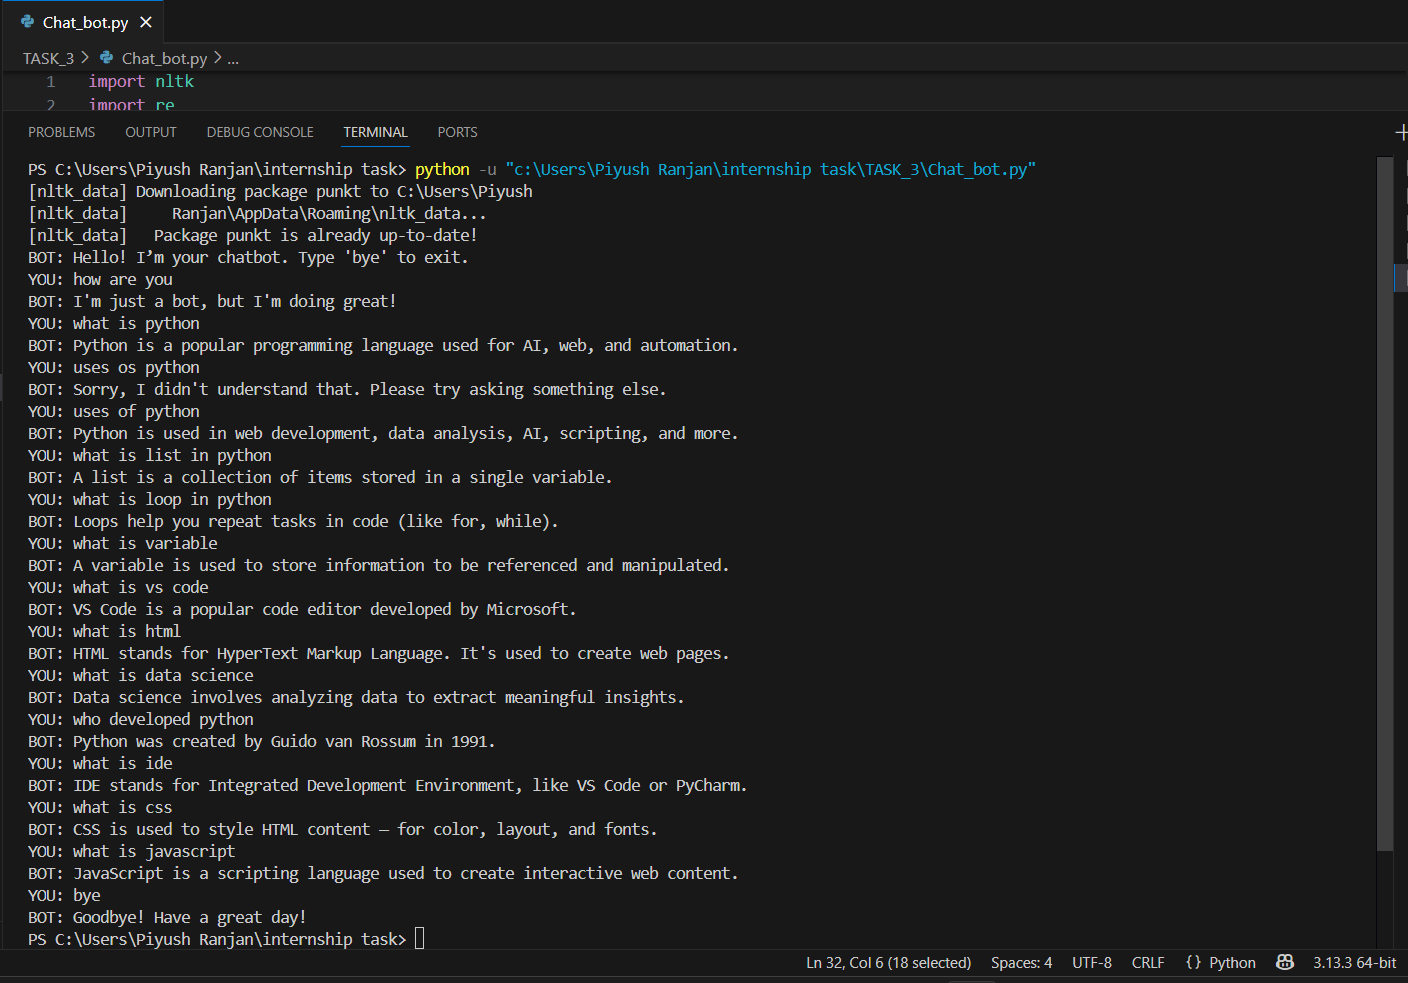 Chat_bot.py
TASK_3 > Chat_bot.py > ...
1 import nltk
2 import re
PROBLEMS OUTPUT DEBUG CONSOLE TERMINAL PORTS
PS C:\Users\Piyush Ranjan\internship task> python -u "c:\Users\Piyush Ranjan\internship task\TASK_3\Chat_bot.py"
[nltk_data] Downloading package punkt to C:\Users\Piyush
[nltk_data]     Ranjan\AppData\Roaming\nltk_data...
[nltk_data]   Package punkt is already up-to-date!
BOT: Hello! I’m your chatbot. Type 'bye' to exit.
YOU: how are you
BOT: I'm just a bot, but I'm doing great!
YOU: what is python
BOT: Python is a popular programming language used for AI, web, and automation.
YOU: uses os python
BOT: Sorry, I didn't understand that. Please try asking something else.
YOU: uses of python
BOT: Python is used in web development, data analysis, AI, scripting, and more.
YOU: what is list in python
BOT: A list is a collection of items stored in a single variable.
YOU: what is loop in python
BOT: Loops help you repeat tasks in code (like for, while).
YOU: what is variable
BOT: A variable is used to store information to be referenced and manipulated.
YOU: what is vs code
BOT: VS Code is a popular code editor developed by Microsoft.
YOU: what is html
BOT: HTML stands for HyperText Markup Language. It's used to create web pages.
YOU: what is data science
BOT: Data science involves analyzing data to extract meaningful insights.
YOU: who developed python
BOT: Python was created by Guido van Rossum in 1991.
YOU: what is ide
BOT: IDE stands for Integrated Development Environment, like VS Code or PyCharm.
YOU: what is css
BOT: CSS is used to style HTML content – for color, layout, and fonts.
YOU: what is javascript
BOT: JavaScript is a scripting language used to create interactive web content.
YOU: bye
BOT: Goodbye! Have a great day!
PS C:\Users\Piyush Ranjan\internship task>
Ln 32, Col 6 (18 selected) Spaces: 4 UTF-8 CRLF {} Python 3.13.3 64-bit